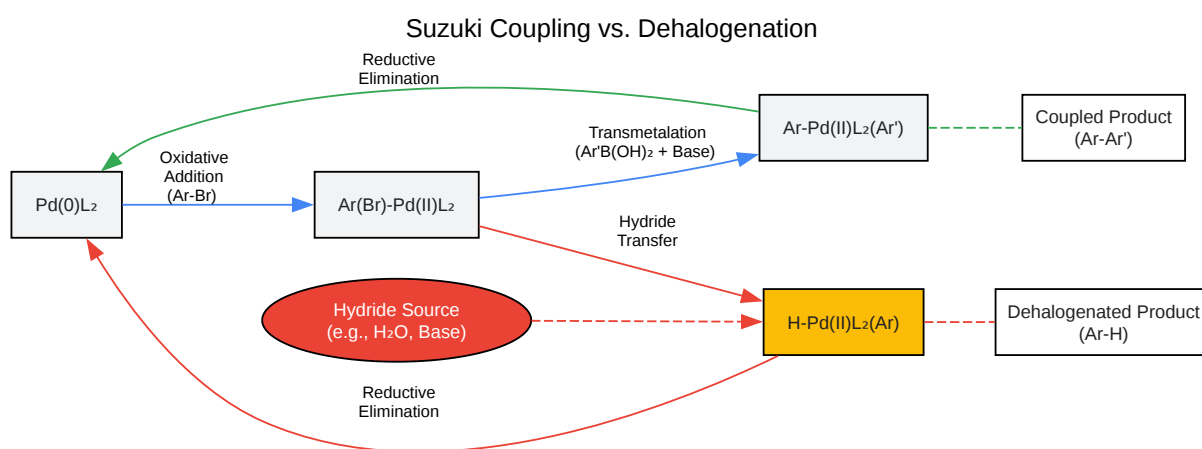 Suzuki Coupling vs. Dehalogenation
Reductive
Elimination
Ar-Pd(II)L₂(Ar')
Coupled Product
(Ar-Ar')
Transmetalation
(Ar'B(OH)₂ + Base)
Oxidative
Addition
(Ar-Br)
Pd(0)L₂
Ar(Br)-Pd(II)L₂
Hydride
Transfer
Hydride Source
(e.g., H₂O, Base)
H-Pd(II)L₂(Ar)
Dehalogenated Product
(Ar-H)
Reductive
Elimination